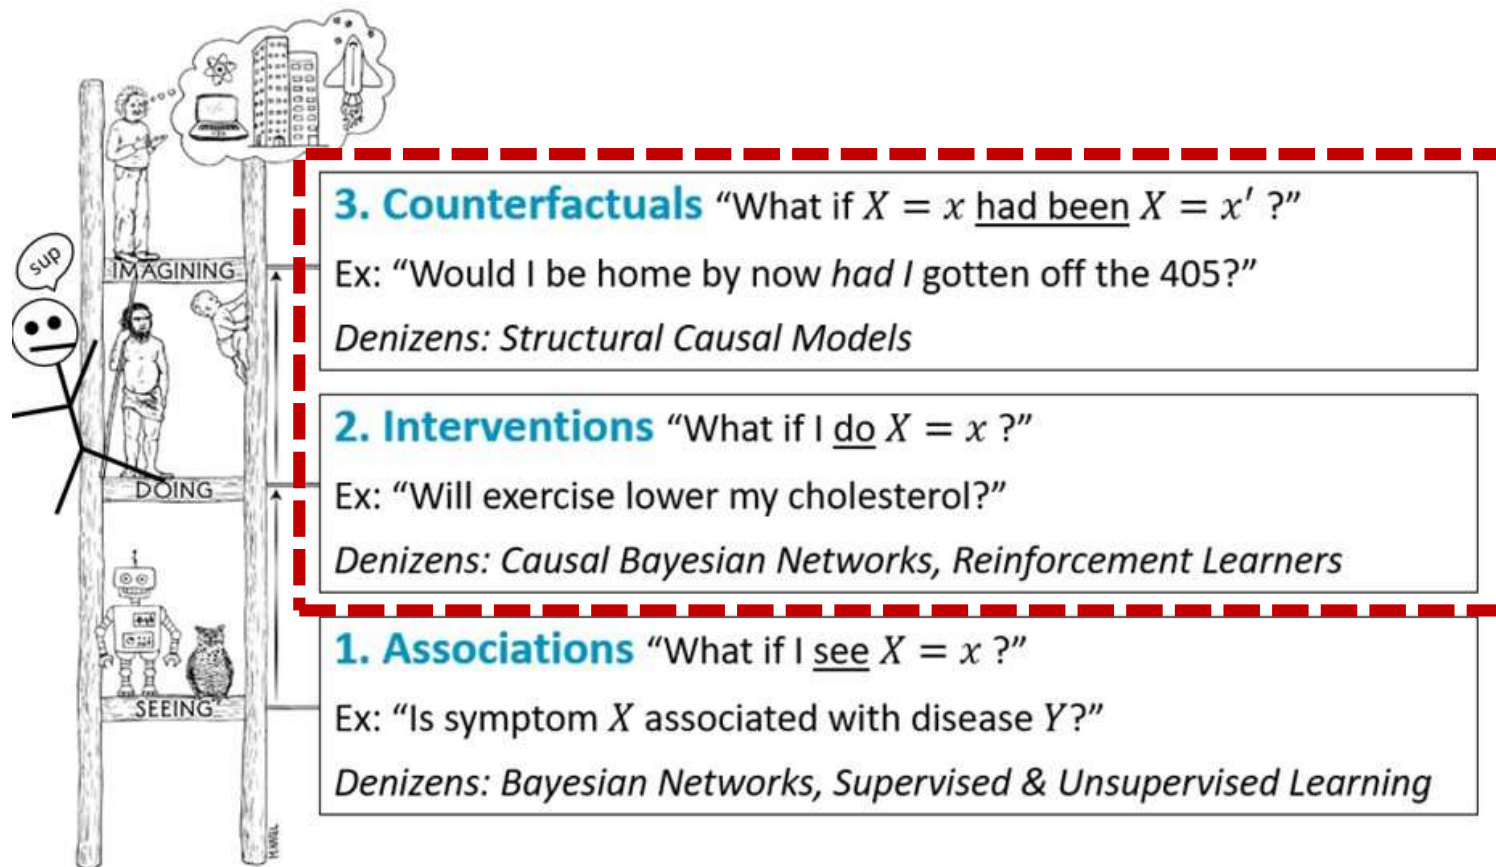 3. Counterfactuals “What if X = x had been X = x′ ?”
Ex: “Would I be home by now had I gotten off the 405?”
Denizens: Structural Causal Models
sup
IMAGINING
2. Interventions “What if I do X = x ?”
Ex: “Will exercise lower my cholesterol?”
Denizens: Causal Bayesian Networks, Reinforcement Learners
DOING
1. Associations “What if I see X = x ?”
Ex: “Is symptom X associated with disease Y?”
Denizens: Bayesian Networks, Supervised & Unsupervised Learning
SEEING